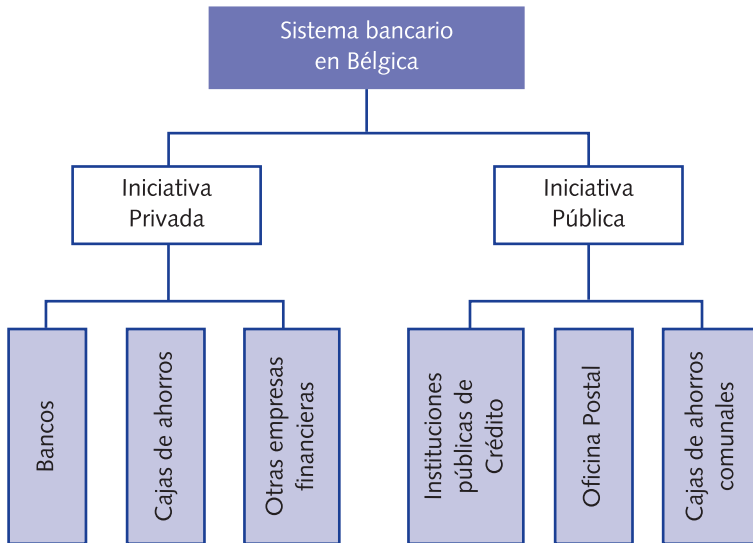 Sistema bancario
en Bélgica
Iniciativa
Privada
Iniciativa
Pública
Bancos
Cajas de ahorros
Otras empresas
financieras
Instituciones
públicas de
Crédito
Oficina Postal
Cajas de ahorros
comunales